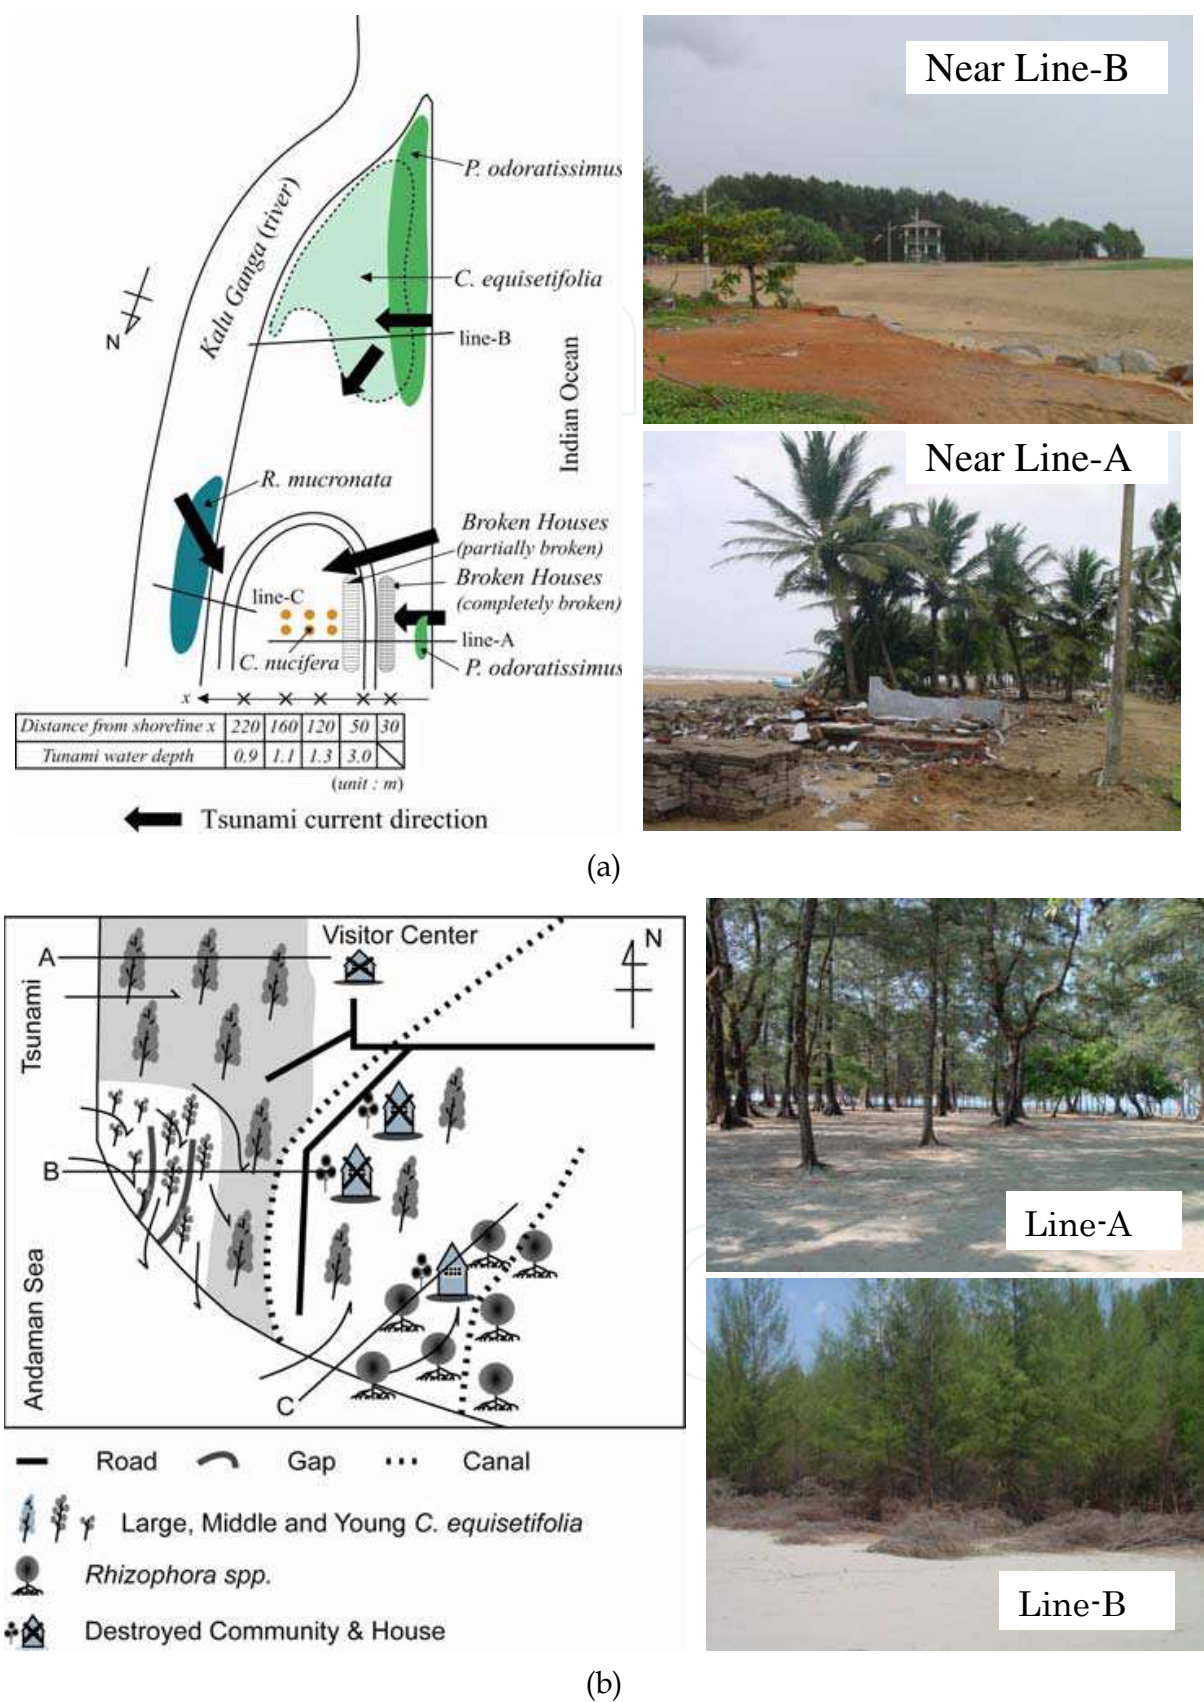 Near Line-B
P. odoratissimus
Kalu Ganga (river)
C. equisetifolia
N
line-B
Indian Ocean
Near Line-A
R. mucronata
Broken Houses
(partially broken)
Broken Houses
(completely broken)
line-C
line-A
C. nucifera
P. odoratissimus
x
Distance from shoreline x 220 160 120 50 30
Tunami water depth 0.9 1.1 1.3 3.0
(unit : m)
Tsunami current direction
(a)
Visitor Center
N
A
Tsunami
B
Andaman Sea
C
Line-A
Line-B
Road Gap Canal
Large, Middle and Young C. equisetifolia
Rhizophora spp.
Destroyed Community & House
(b)